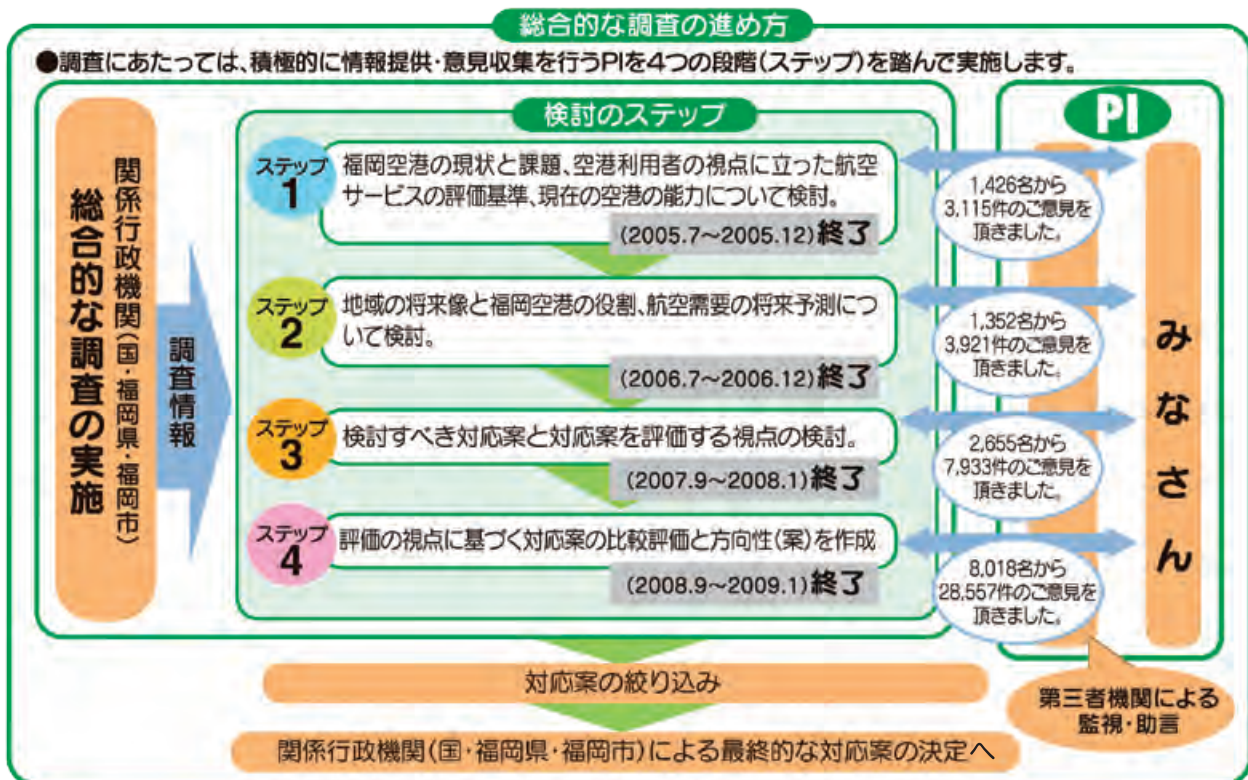 総合的な調査の進め方
●調査にあたっては、積極的に情報提供・意見収集を行うPIを4つの段階(ステップ)を踏んで実施します。
関係行政機関(国・福岡県・福岡市)
総合的な調査の実施
調査情報
検討のステップ
ステップ
1
福岡空港の現状と課題、空港利用者の視点に立った航空
サービスの評価基準、現在の空港の能力について検討。
(2005.7~2005.12)終了
ステップ
2
地域の将来像と福岡空港の役割、航空需要の将来予測につ
いて検討。
(2006.7~2006.12)終了
ステップ
3
検討すべき対応案と対応案を評価する視点の検討。
(2007.9~2008.1)終了
ステップ
4
評価の視点に基づく対応案の比較評価と方向性(案)を作成
(2008.9~2009.1)終了
PI
1,426名から
3,115件のご意見を
頂きました。
1,352名から
3,921件のご意見を
頂きました。
2,655名から
7,933件のご意見を
頂きました。
8,018名から
28,557件のご意見を
頂きました。
みなさん
第三者機関による
監視・助言
対応案の絞り込み
関係行政機関(国・福岡県・福岡市)による最終的な対応案の決定へ